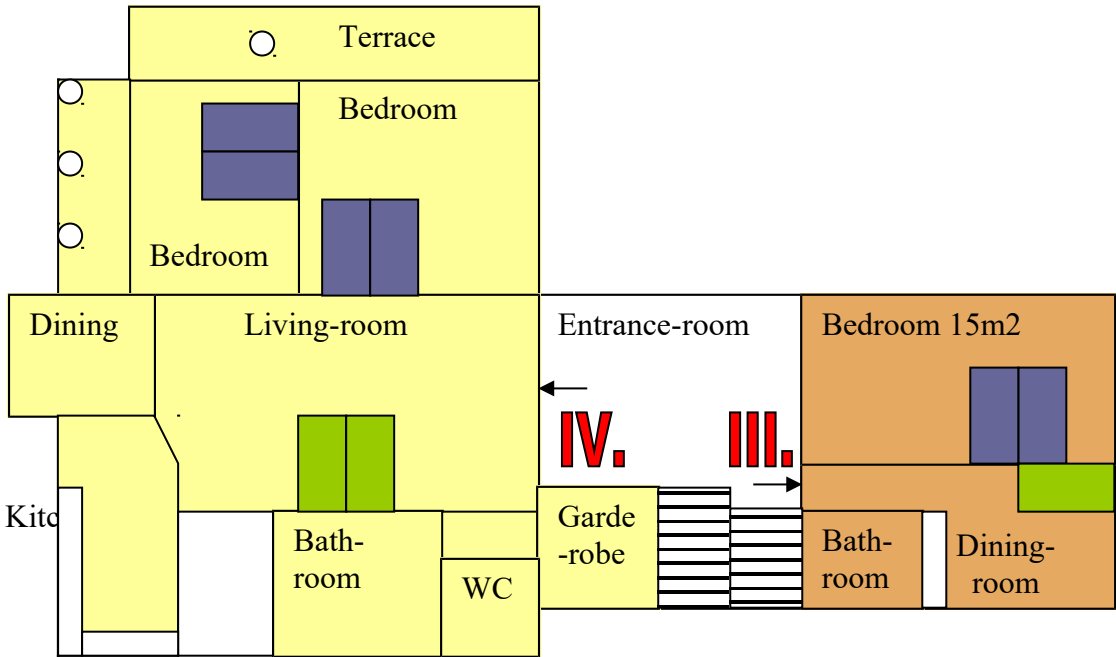 Terrace
Bedroom
Bedroom
Dining
Living-room
Entrance-room
Bedroom 15m2
IV.
III.
Kitc
Bath-
room
WC
Garde
-robe
Bath-
room
Dining-
room